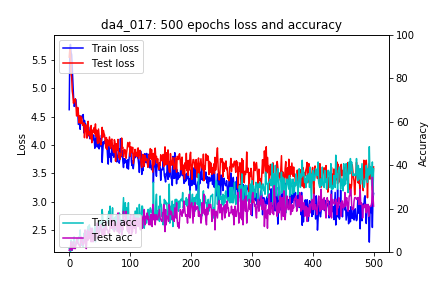 da4_017: 500 epochs loss and accuracy
Train loss
Test loss
Train acc
Test acc
Loss
5.5
5.0
4.5
4.0
3.5
3.0
2.5
Accuracy
100
80
60
40
20
0
0
100
200
300
400
500